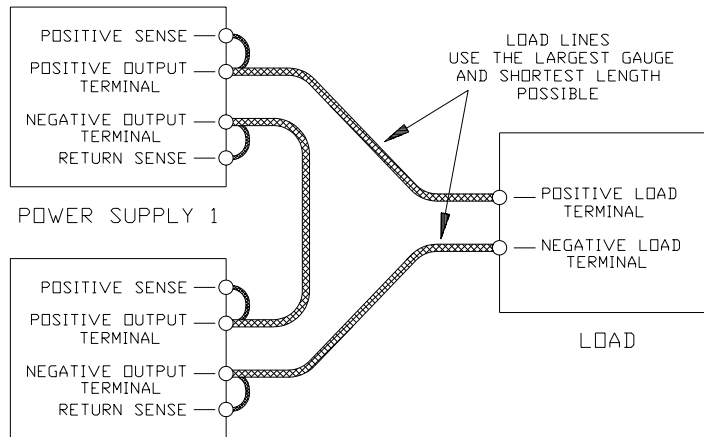 POSITIVE SENSE
POSITIVE OUTPUT
TERMINAL
NEGATIVE OUTPUT
TERMINAL
RETURN SENSE
POWER SUPPLY 1
LOAD LINES
USE THE LARGEST GAUGE
AND SHORTEST LENGTH
POSSIBLE
POSITIVE LOAD
TERMINAL
NEGATIVE LOAD
TERMINAL
LOAD
POSITIVE SENSE
POSITIVE OUTPUT
TERMINAL
NEGATIVE OUTPUT
TERMINAL
RETURN SENSE